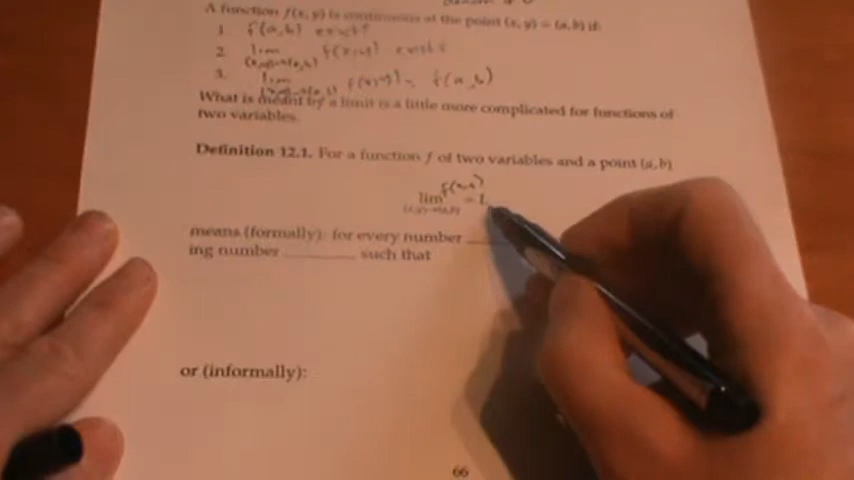 A function f(x, y) is continuous at the point (x, y) = (a, b) if:
1. f(a,b) exists
2. lim f(x,y) exists
(x,y)→(a,b)
3. lim f(x,y) = f(a,b)
(x,y)→(a,b)
What is meant by a limit is a little more complicated for functions of
two variables.
Definition 12.1. For a function f of two variables and a point (a, b)
lim f(x,y) = L
(x,y)→(a,b)
means (formally): for every number
ing number ________ such that
or (informally):
66